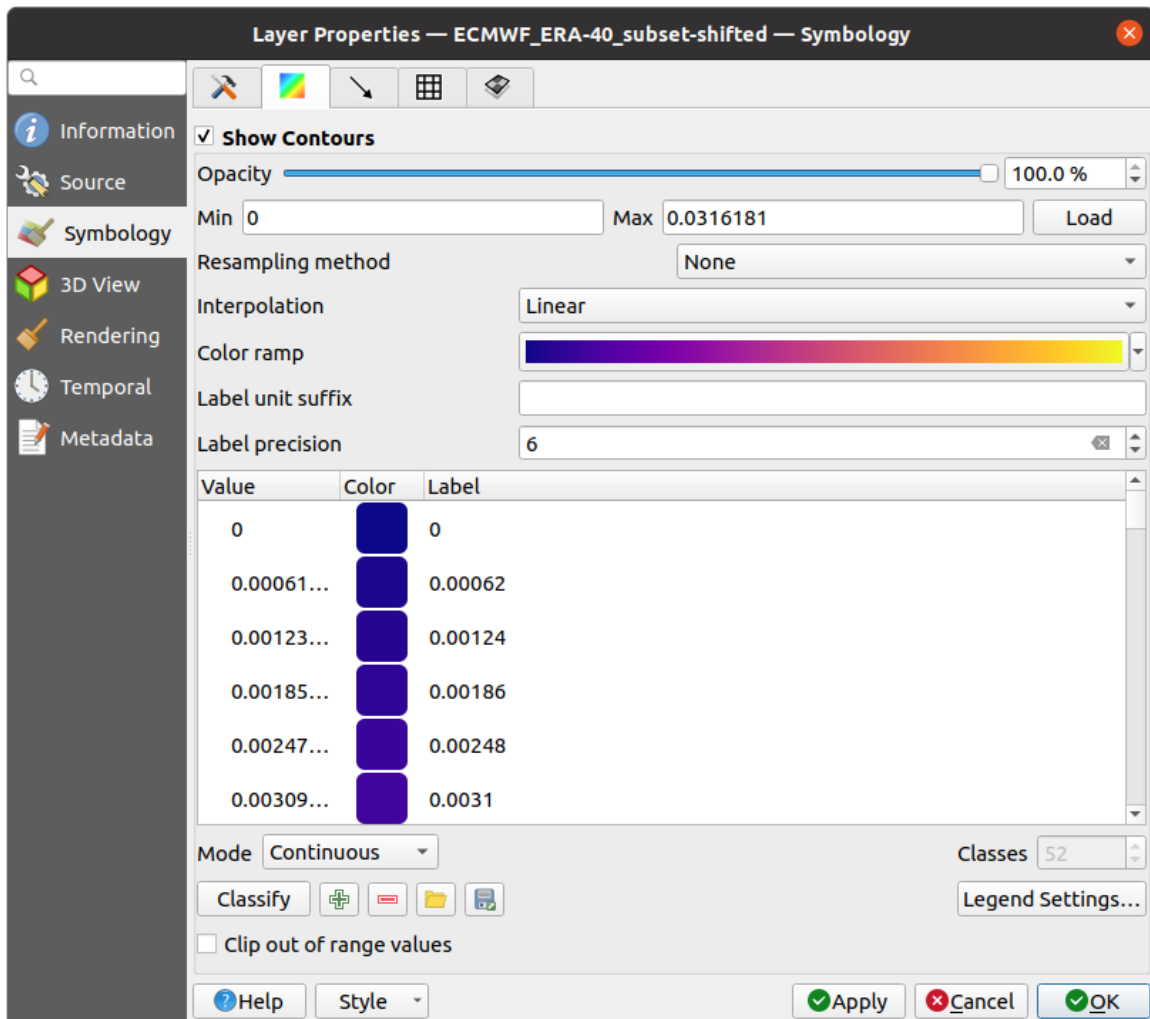 Layer Properties — ECMWF_ERA-40_subset-shifted — Symbology
Information
Source
Symbology
3D View
Rendering
Temporal
Metadata
Show Contours
Opacity 100.0 %
Min 0 Max 0.0316181 Load
Resampling method None
Interpolation Linear
Color ramp
Label unit suffix
Label precision 6
Value Color Label
0 0
0.00061… 0.00062
0.00123… 0.00124
0.00185… 0.00186
0.00247… 0.00248
0.00309… 0.0031
Mode Continuous Classes 52
Classify Legend Settings…
Clip out of range values
Help Style Apply Cancel OK